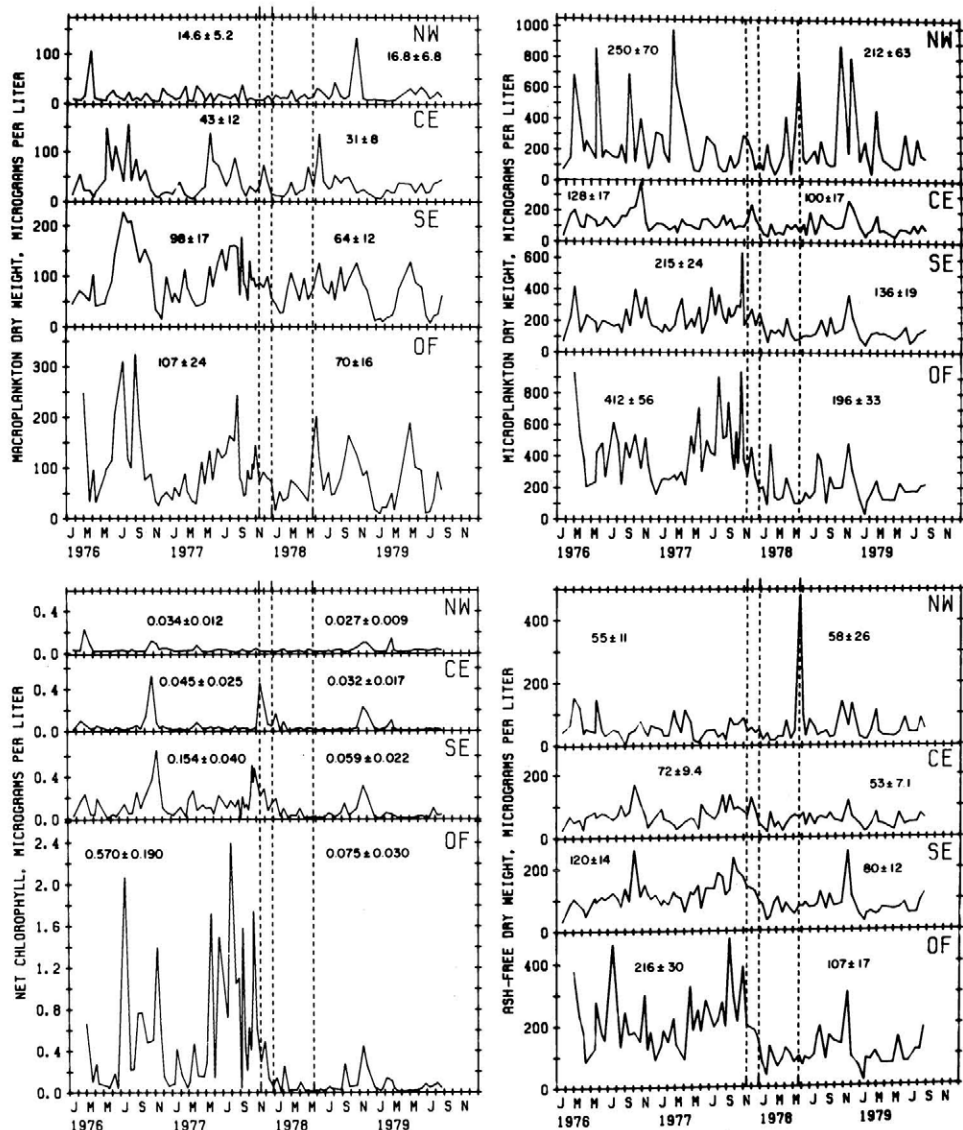 MACROPLANKTON DRY WEIGHT, MICROGRAMS PER LITER
NW
14.6 ± 5.2
16.8 ± 6.8
100
0
CE
43 ± 12
31 ± 8
100
0
SE
98 ± 17
64 ± 12
200
100
0
OF
107 ± 24
70 ± 16
300
200
100
0
J M M J S N J M M J S N J M M J S N J M M J S N
1976 1977 1978 1979
MICROPLANKTON DRY WEIGHT, MICROGRAMS PER LITER
NW
250 ± 70
212 ± 63
1000
800
600
400
200
0
CE
128 ± 17
100 ± 17
200
0
SE
215 ± 24
136 ± 19
600
400
200
0
OF
412 ± 56
196 ± 33
800
600
400
200
0
J M M J S N J M M J S N J M M J S N J M M J S N
1976 1977 1978 1979
NET CHLOROPHYLL, MICROGRAMS PER LITER
NW
0.034 ± 0.012
0.027 ± 0.009
0.4
0.0
CE
0.045 ± 0.025
0.032 ± 0.017
0.4
0.0
SE
0.154 ± 0.040
0.059 ± 0.022
0.4
0.0
OF
0.570 ± 0.190
0.075 ± 0.030
2.4
2.0
1.6
1.2
0.8
0.4
0.0
J M M J S N J M M J S N J M M J S N J M M J S N
1976 1977 1978 1979
ASH-FREE DRY WEIGHT, MICROGRAMS PER LITER
NW
55 ± 11
58 ± 26
400
200
0
CE
72 ± 9.4
53 ± 7.1
200
0
SE
120 ± 14
80 ± 12
200
0
OF
216 ± 30
107 ± 17
400
200
0
J M M J S N J M M J S N J M M J S N J M M J S N
1976 1977 1978 1979